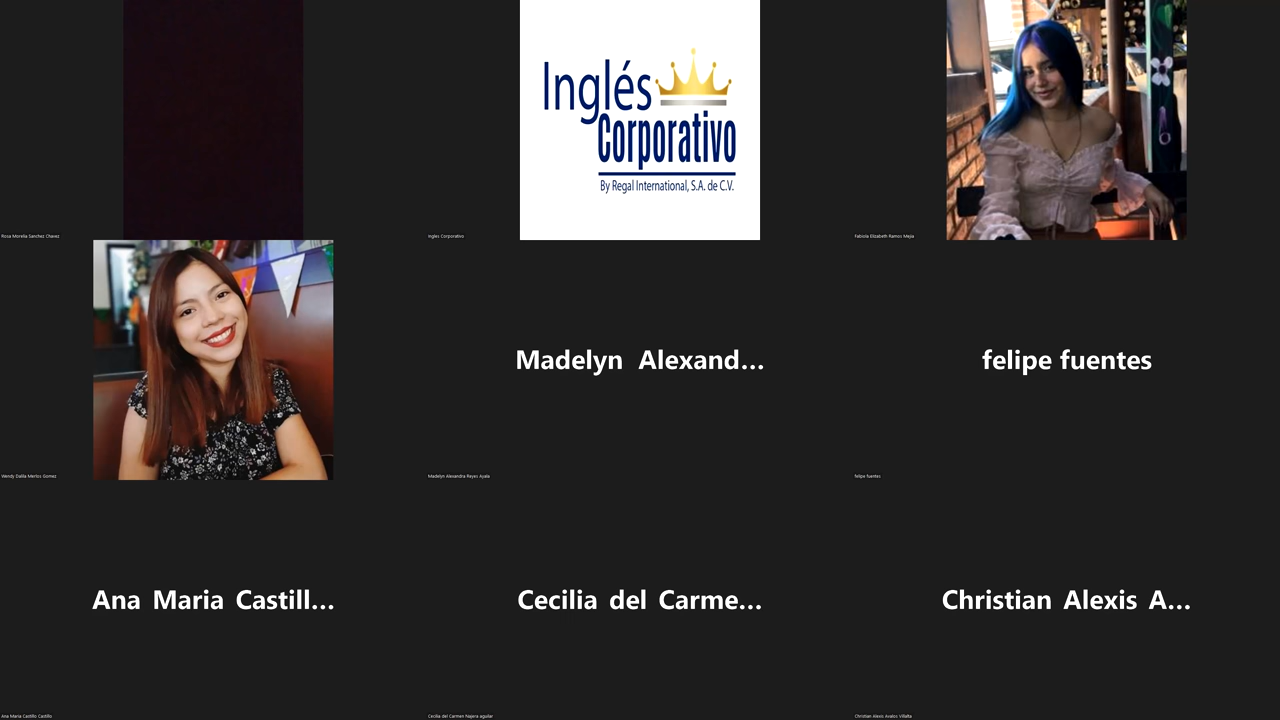 Inglés
Corporativo
By Regal International, S.A. de C.V.
Rosa Morelia Sanchez Chavez
Inglés Corporativo
Fabiola Elizabeth Ramos Mejia
Madelyn Alexand...
felipe fuentes
Wendy Dalila Merlos Gomez
Madelyn Alexandra Reyes Ayala
felipe fuentes
Ana Maria Castill...
Cecilia del Carme...
Christian Alexis A...
Ana Maria Castillo Castillo
Cecilia del Carmen Najera aguilar
Christian Alexis Avalos Villalta